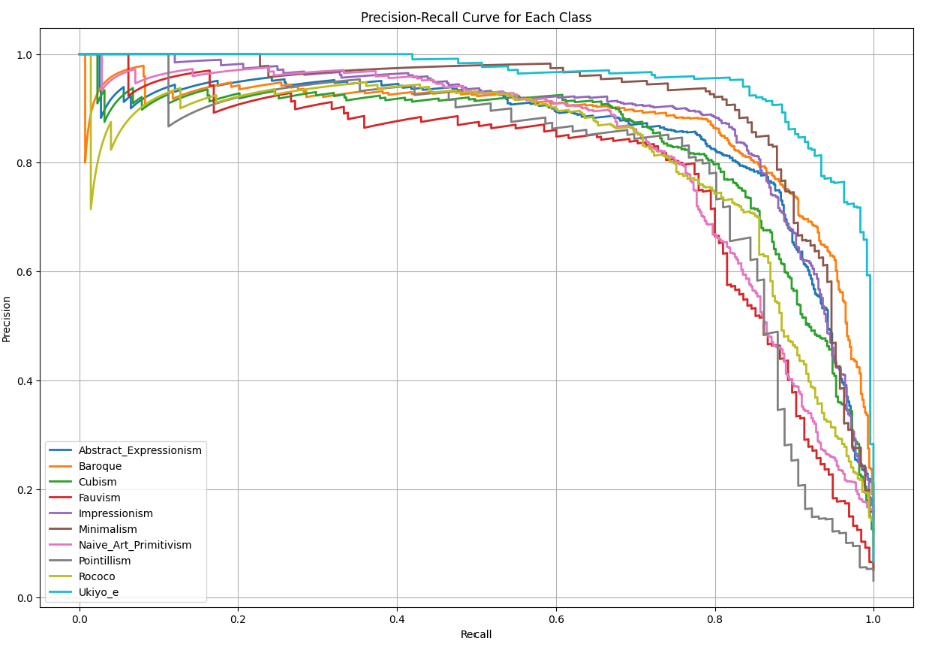 Precision-Recall Curve for Each Class
Precision
1.0
0.8
0.6
0.4
0.2
0.0
Abstract_Expressionism
Baroque
Cubism
Fauvism
Impressionism
Minimalism
Naive_Art_Primitivism
Pointillism
Rococo
Ukiyo_e
0.0 0.2 0.4 0.6 0.8 1.0
Recall